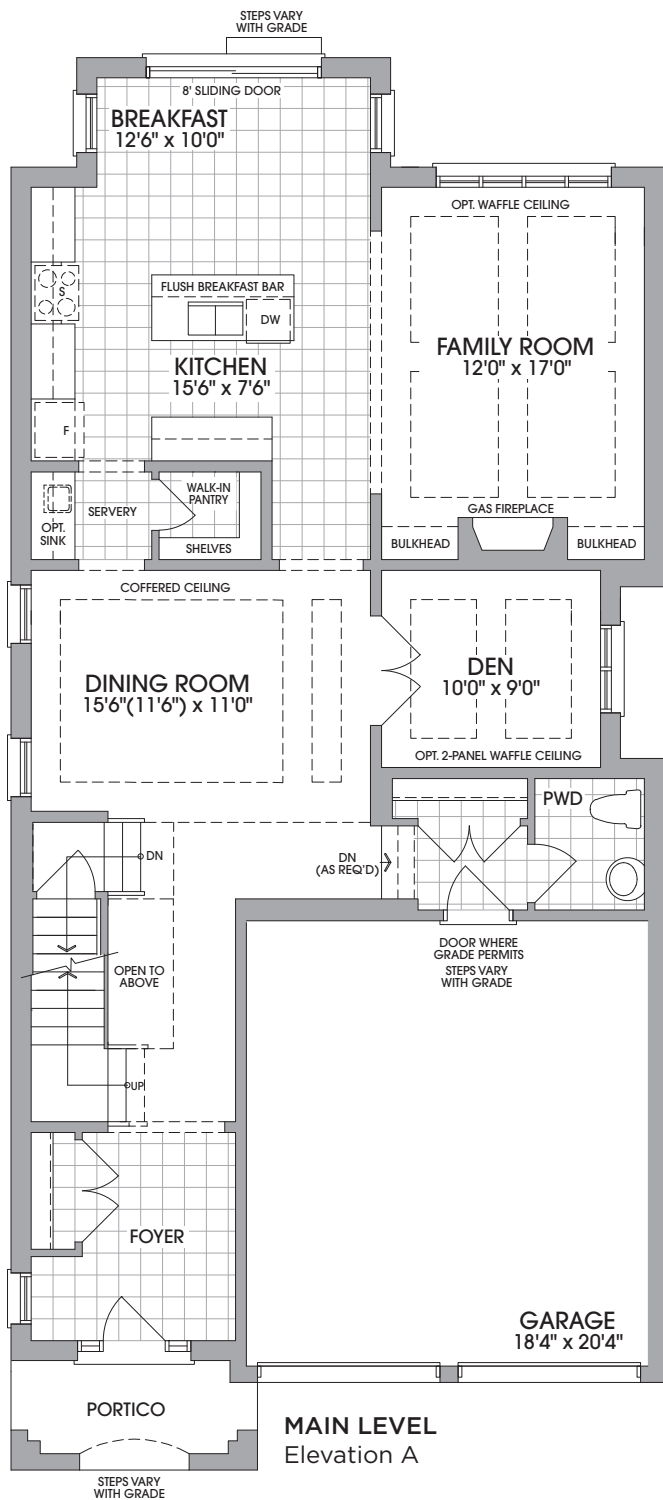 STEPS VARY
WITH GRADE
8' SLIDING DOOR
BREAKFAST
12'6" x 10'0"
OPT. WAFFLE CEILING
FLUSH BREAKFAST BAR
S
DW
FAMILY ROOM
12'0" x 17'0"
KITCHEN
15'6" x 7'6"
F
WALK-IN
PANTRY
SERVERY
OPT.
SINK
SHELVES
GAS FIREPLACE
BULKHEAD
BULKHEAD
COFFERED CEILING
DINING ROOM
15'6"(11'6") x 11'0"
DEN
10'0" x 9'0"
OPT. 2-PANEL WAFFLE CEILING
PWD
DN
DN
(AS REQ'D)
DOOR WHERE
GRADE PERMITS
STEPS VARY
WITH GRADE
OPEN TO
ABOVE
UP
FOYER
GARAGE
18'4" x 20'4"
PORTICO
MAIN LEVEL
Elevation A
STEPS VARY
WITH GRADE